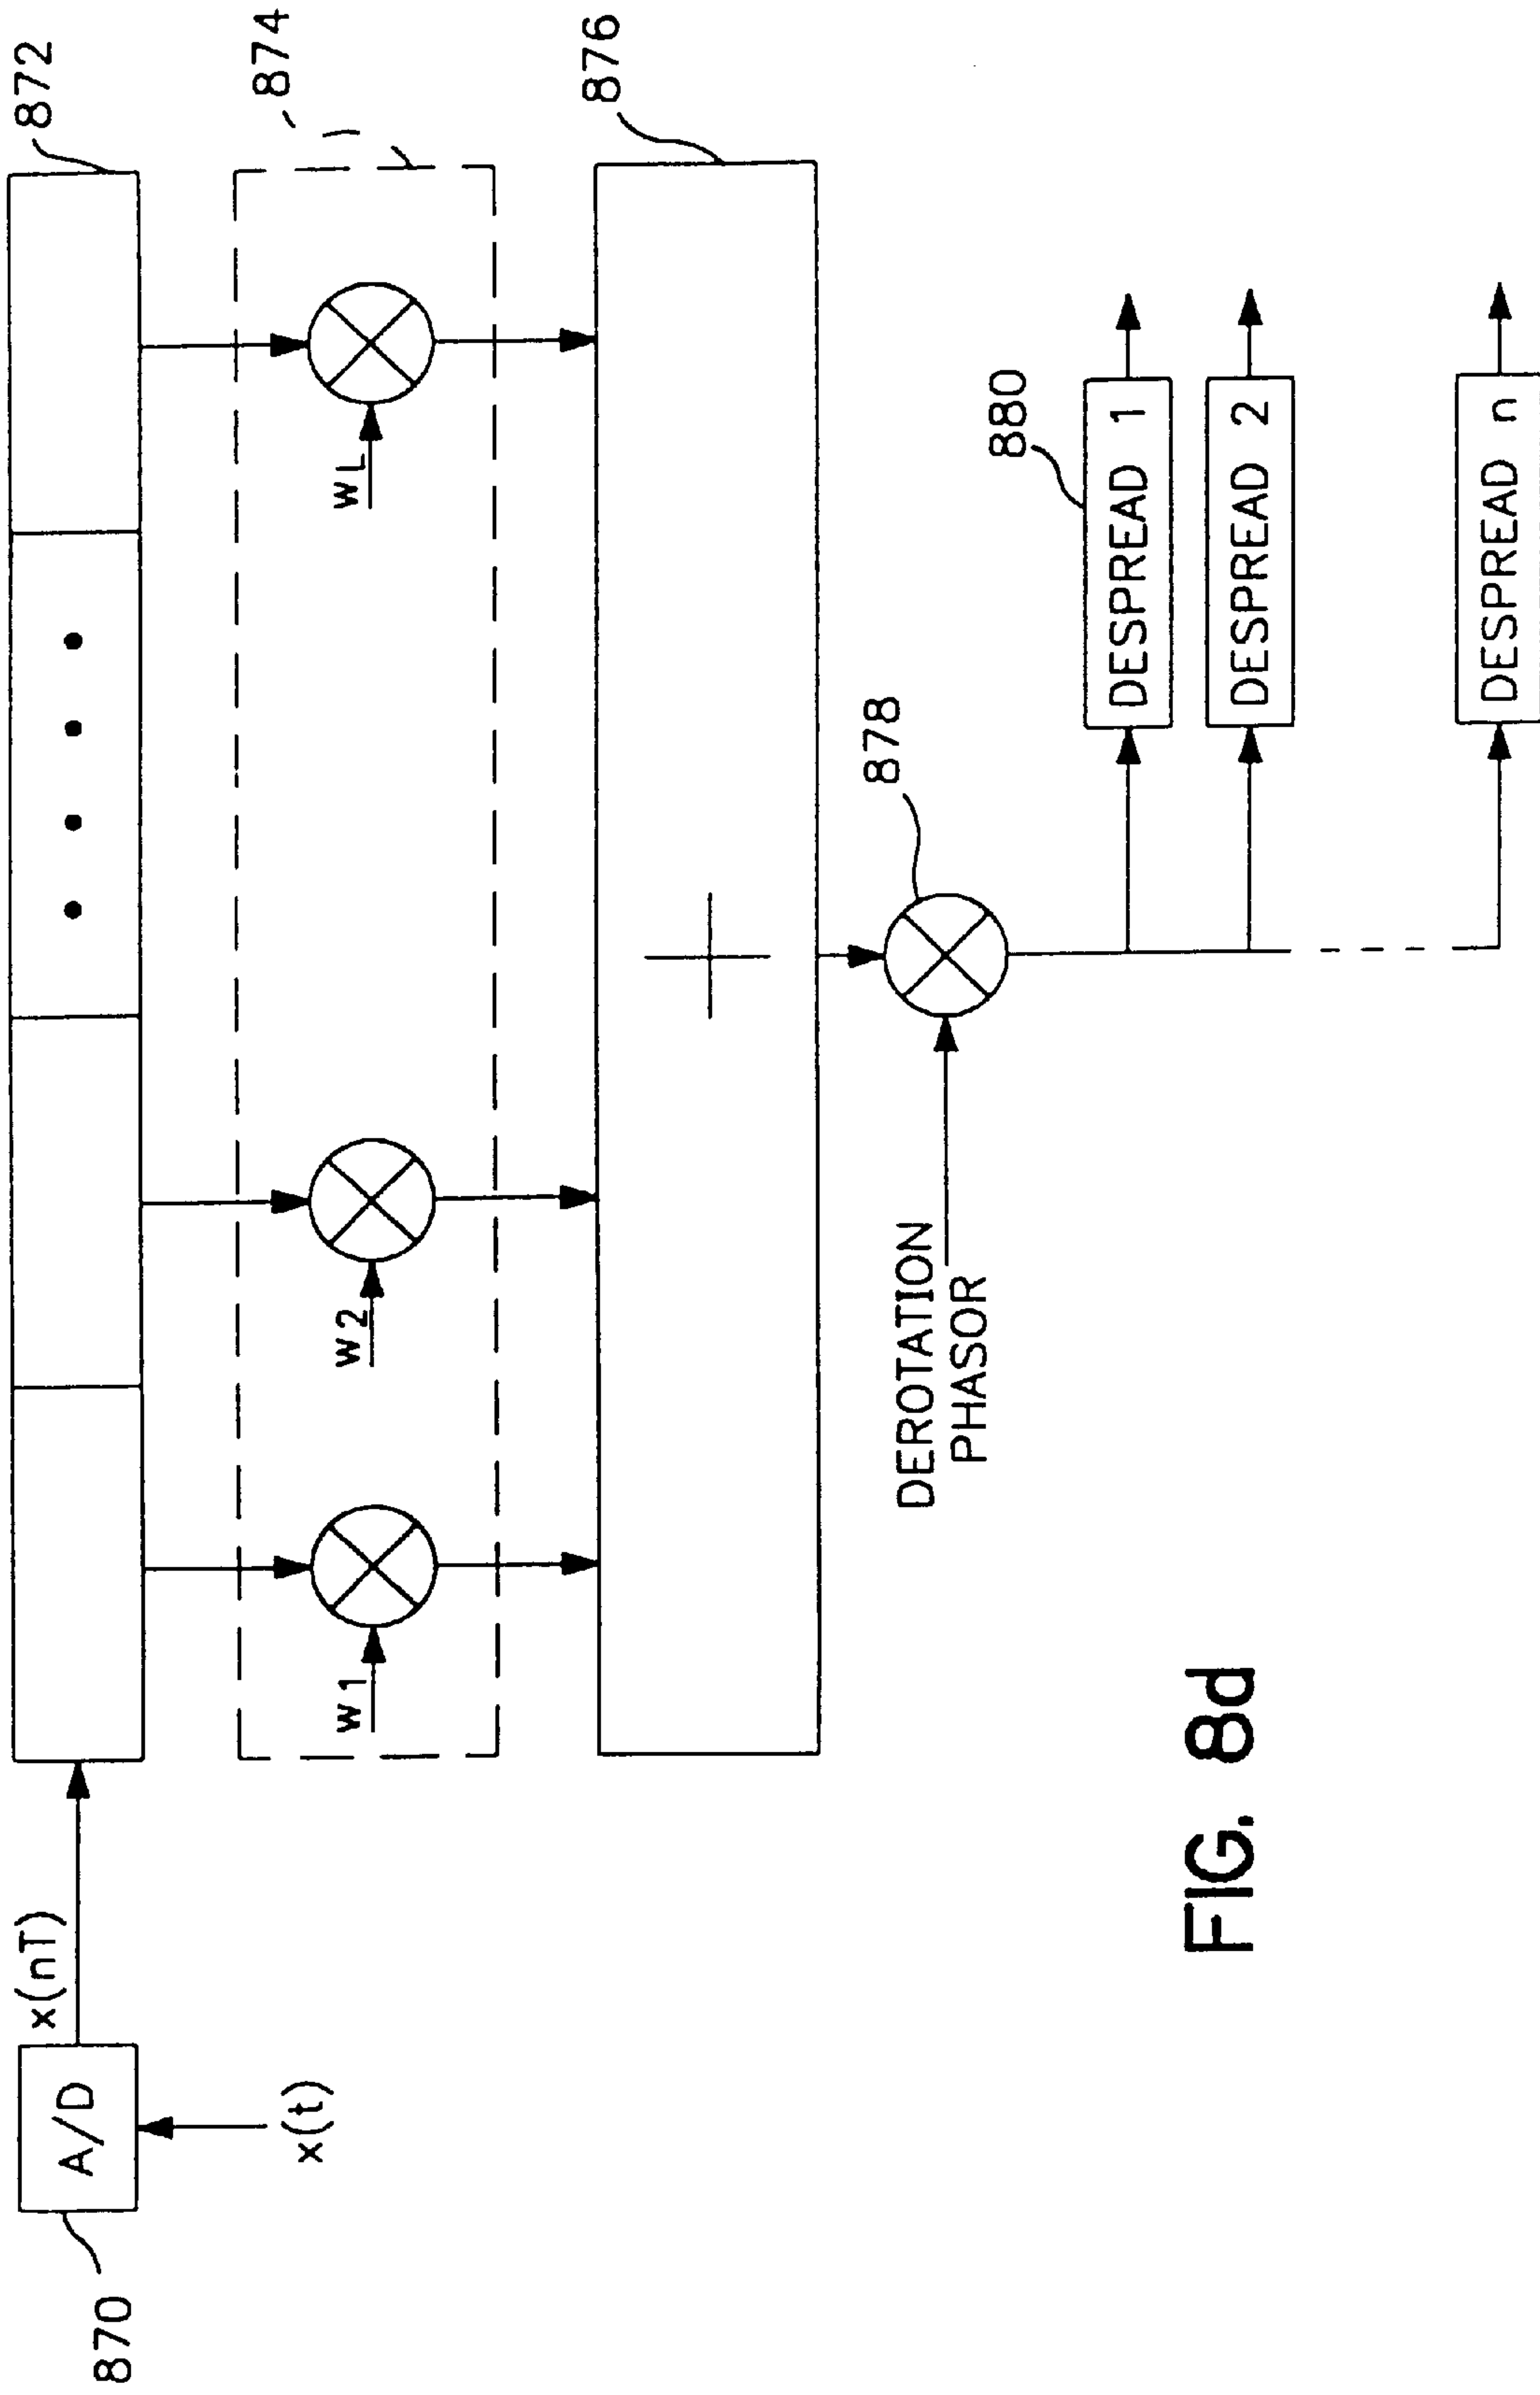 872
874
876
870
A/D
x(nT)
x(t)
W1
W2
WL
878
DEROTATION
PHASOR
880
DESPREAD 1
DESPREAD 2
DESPREAD n
FIG. 8d